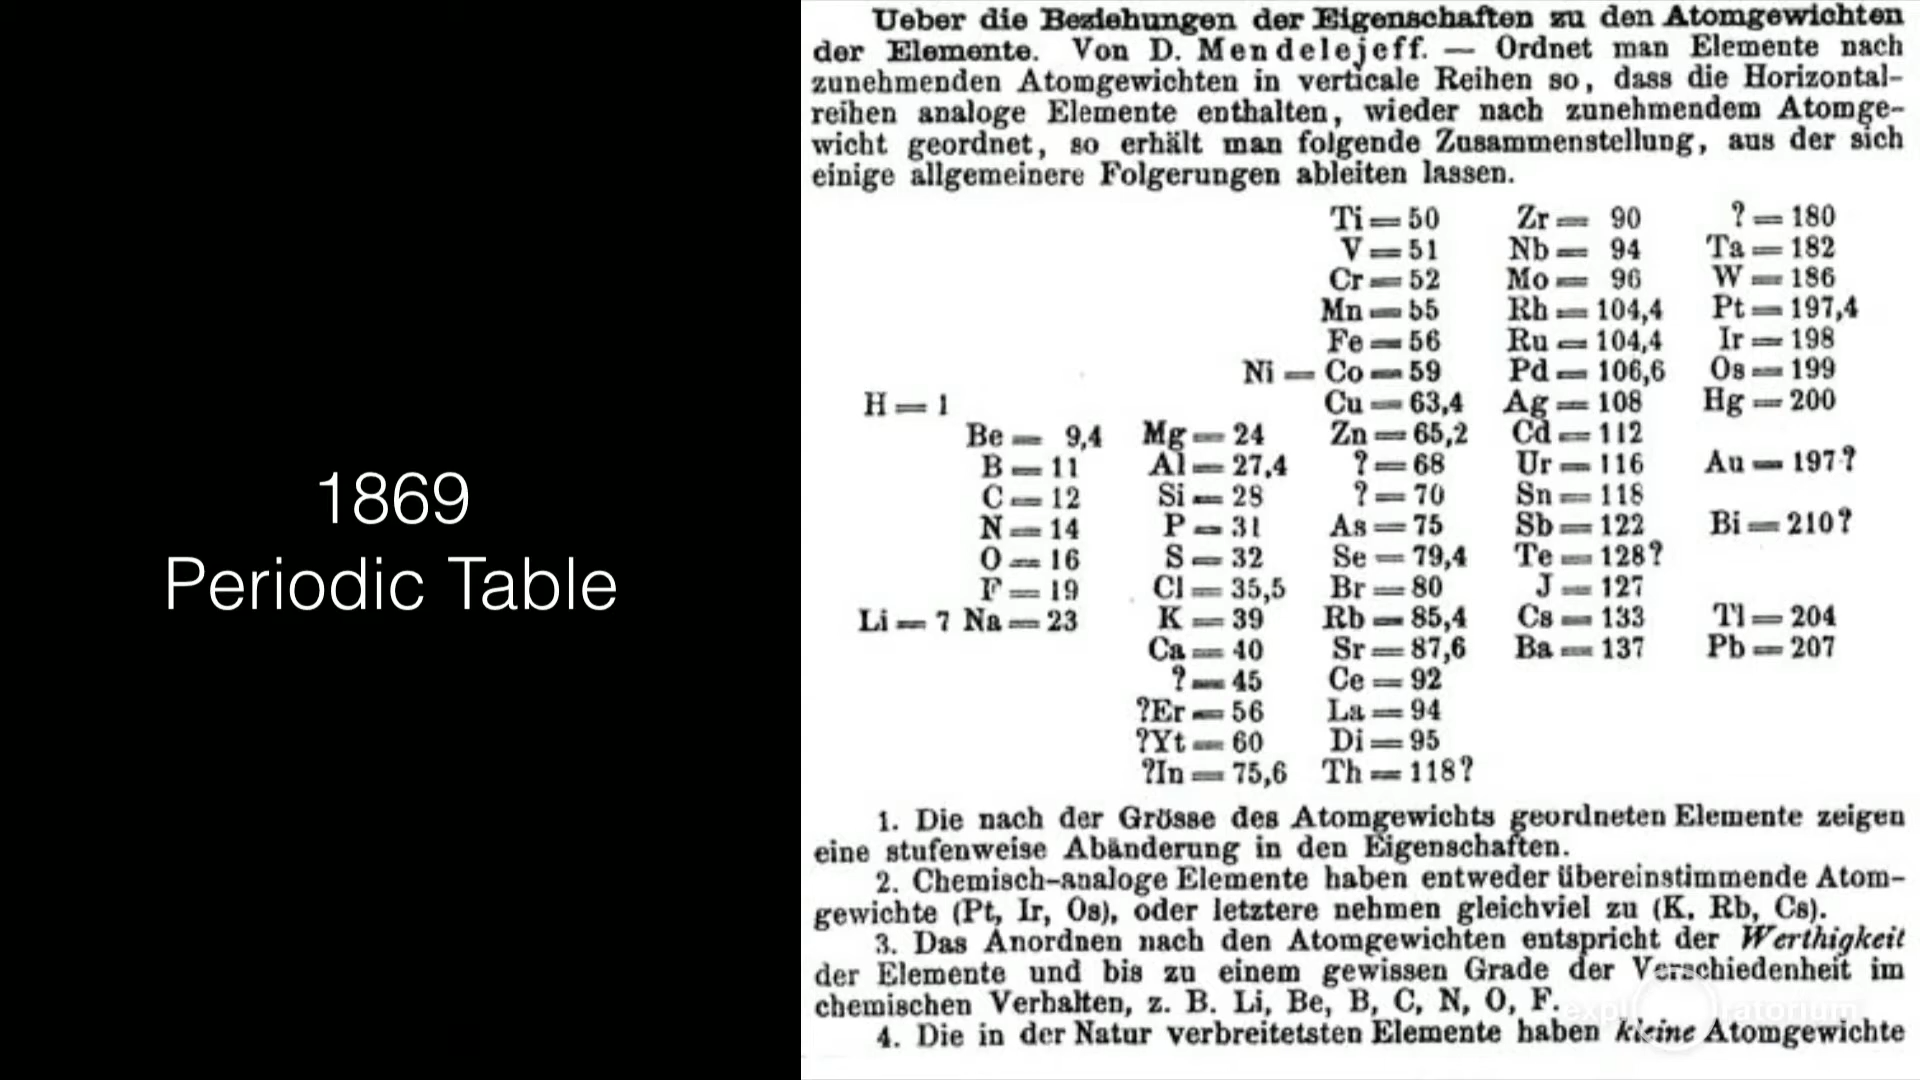 1869
Periodic Table
Ueber die Beziehungen der Eigenschaften zu den Atomgewichten
der Elemente. Von D. Mendelejeff. — Ordnet man Elemente nach
zunehmenden Atomgewichten in verticale Reihen so, dass die Horizontal-
reihen analoge Elemente enthalten, wieder nach zunehmendem Atomge-
wicht geordnet, so erhält man folgende Zusammenstellung, aus der sich
einige allgemeinere Folgerungen ableiten lassen.
Ti = 50 Zr = 90 ? = 180
V = 51 Nb = 94 Ta = 182
Cr = 52 Mo = 96 W = 186
Mn = 55 Rh = 104,4 Pt = 197,4
Fe = 56 Ru = 104,4 Ir = 198
Ni = Co = 59 Pd = 106,6 Os = 199
H = 1 Cu = 63,4 Ag = 108 Hg = 200
Be = 9,4 Mg = 24 Zn = 65,2 Cd = 112
B = 11 Al = 27,4 ? = 68 Ur = 116 Au = 197?
C = 12 Si = 28 ? = 70 Sn = 118
N = 14 P = 31 As = 75 Sb = 122 Bi = 210?
O = 16 S = 32 Se = 79,4 Te = 128?
F = 19 Cl = 35,5 Br = 80 J = 127
Li = 7 Na = 23 K = 39 Rb = 85,4 Cs = 133 Tl = 204
Ca = 40 Sr = 87,6 Ba = 137 Pb = 207
? = 45 Ce = 92
?Er = 56 La = 94
?Yt = 60 Di = 95
?In = 75,6 Th = 118?
1. Die nach der Grösse des Atomgewichts geordneten Elemente zeigen
eine stufenweise Abänderung in den Eigenschaften.
2. Chemisch-analoge Elemente haben entweder übereinstimmende Atom-
gewichte (Pt, Ir, Os), oder letztere nehmen gleichviel zu (K, Rb, Cs).
3. Das Anordnen nach den Atomgewichten entspricht der Werthigkeit
der Elemente und bis zu einem gewissen Grade der Verschiedenheit im
chemischen Verhalten, z. B. Li, Be, B, C, N, O, F.
4. Die in der Natur verbreitetsten Elemente haben kleine Atomgewichte
exploratorium